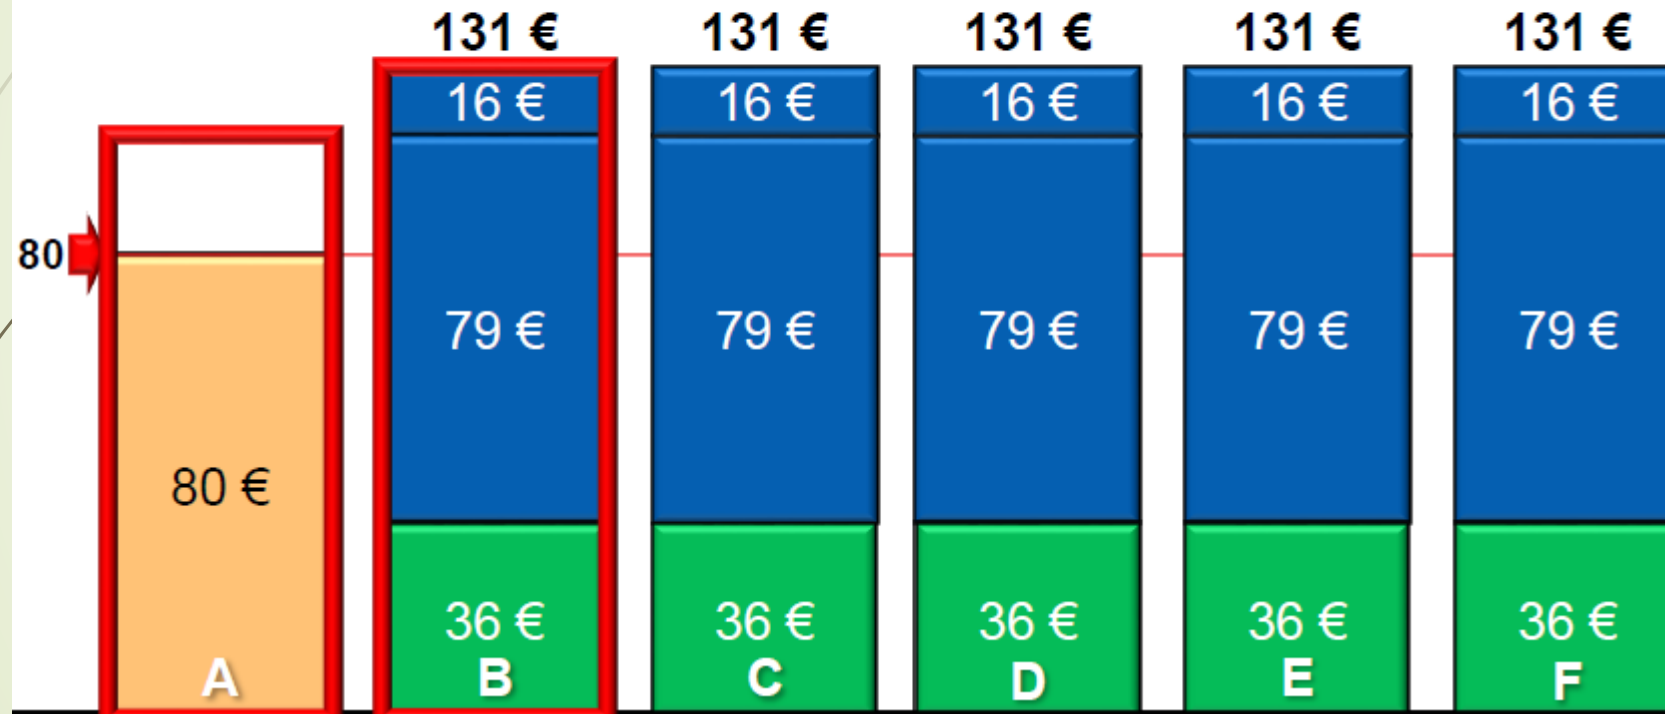 131 € 131 € 131 € 131 € 131 €
16 € 16 € 16 € 16 € 16 €
80
79 € 79 € 79 € 79 € 79 €
80 €
36 € 36 € 36 € 36 € 36 €
A B C D E F